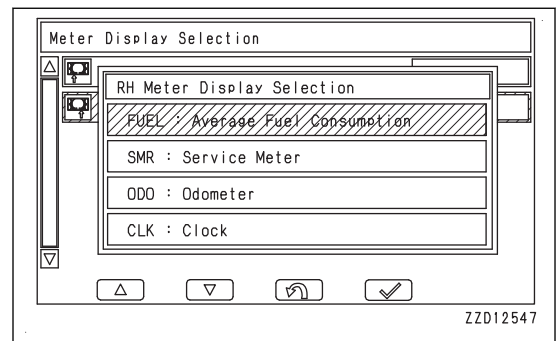 Meter Display Selection
RH Meter Display Selection
FUEL : Average Fuel Consumption
SMR : Service Meter
ODO : Odometer
CLK : Clock
ZZD12547